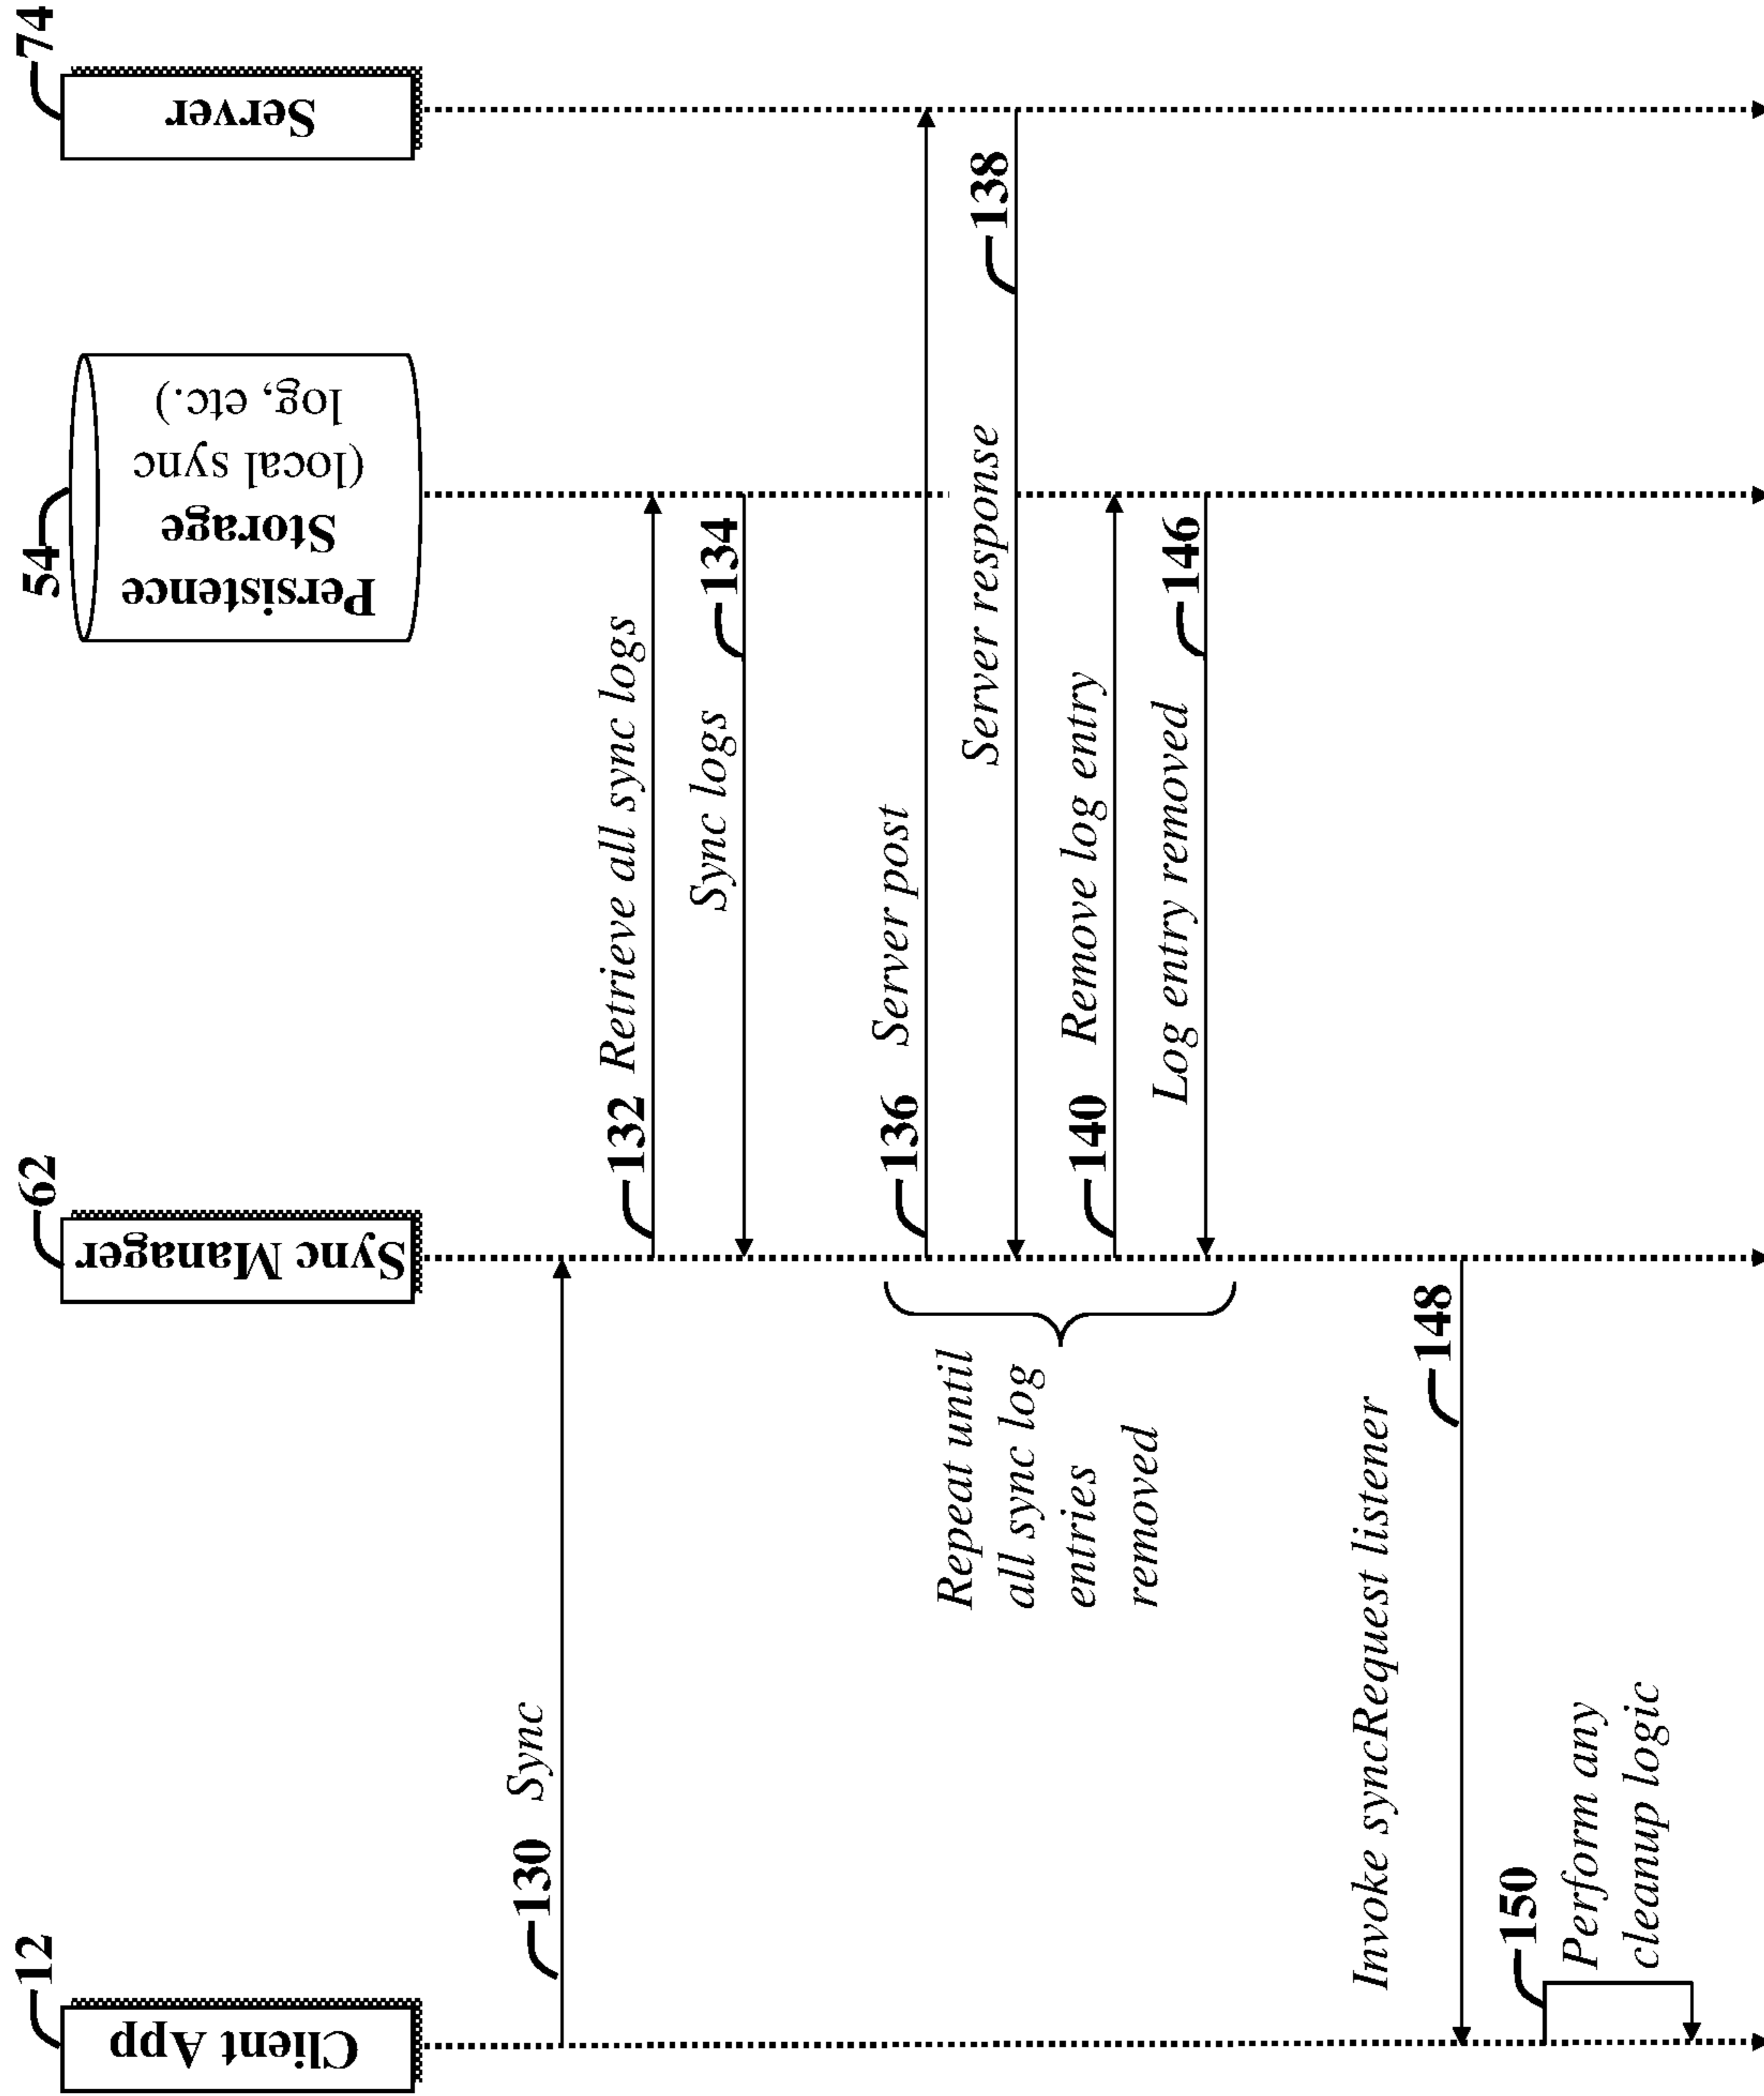 12
Client App
62
Sync Manager
54
Persistence
Storage
(local sync
log, etc.)
74
Server
130 Sync
132 Retrieve all sync logs
Sync logs 134
136 Server post
Server response 138
140 Remove log entry
Log entry removed 146
Repeat until
all sync log
entries
removed
Invoke syncRequest listener 148
150
Perform any
cleanup logic